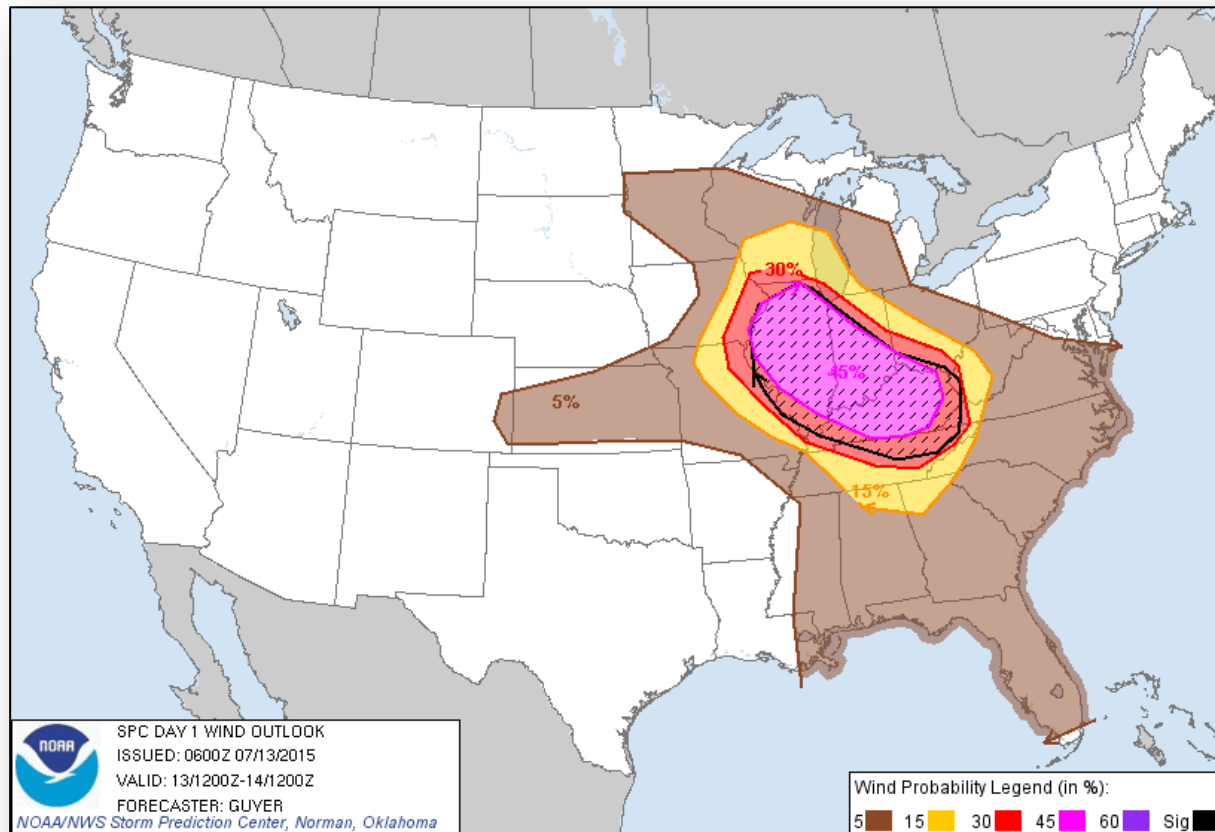 30%
45%
5%
15%
NOAA
SPC DAY 1 WIND OUTLOOK
ISSUED: 0600Z 07/13/2015
VALID: 13/1200Z-14/1200Z
FORECASTER: GUYER
NOAA/NWS Storm Prediction Center, Norman, Oklahoma
Wind Probability Legend (in %):
5 15 30 45 60 Sig